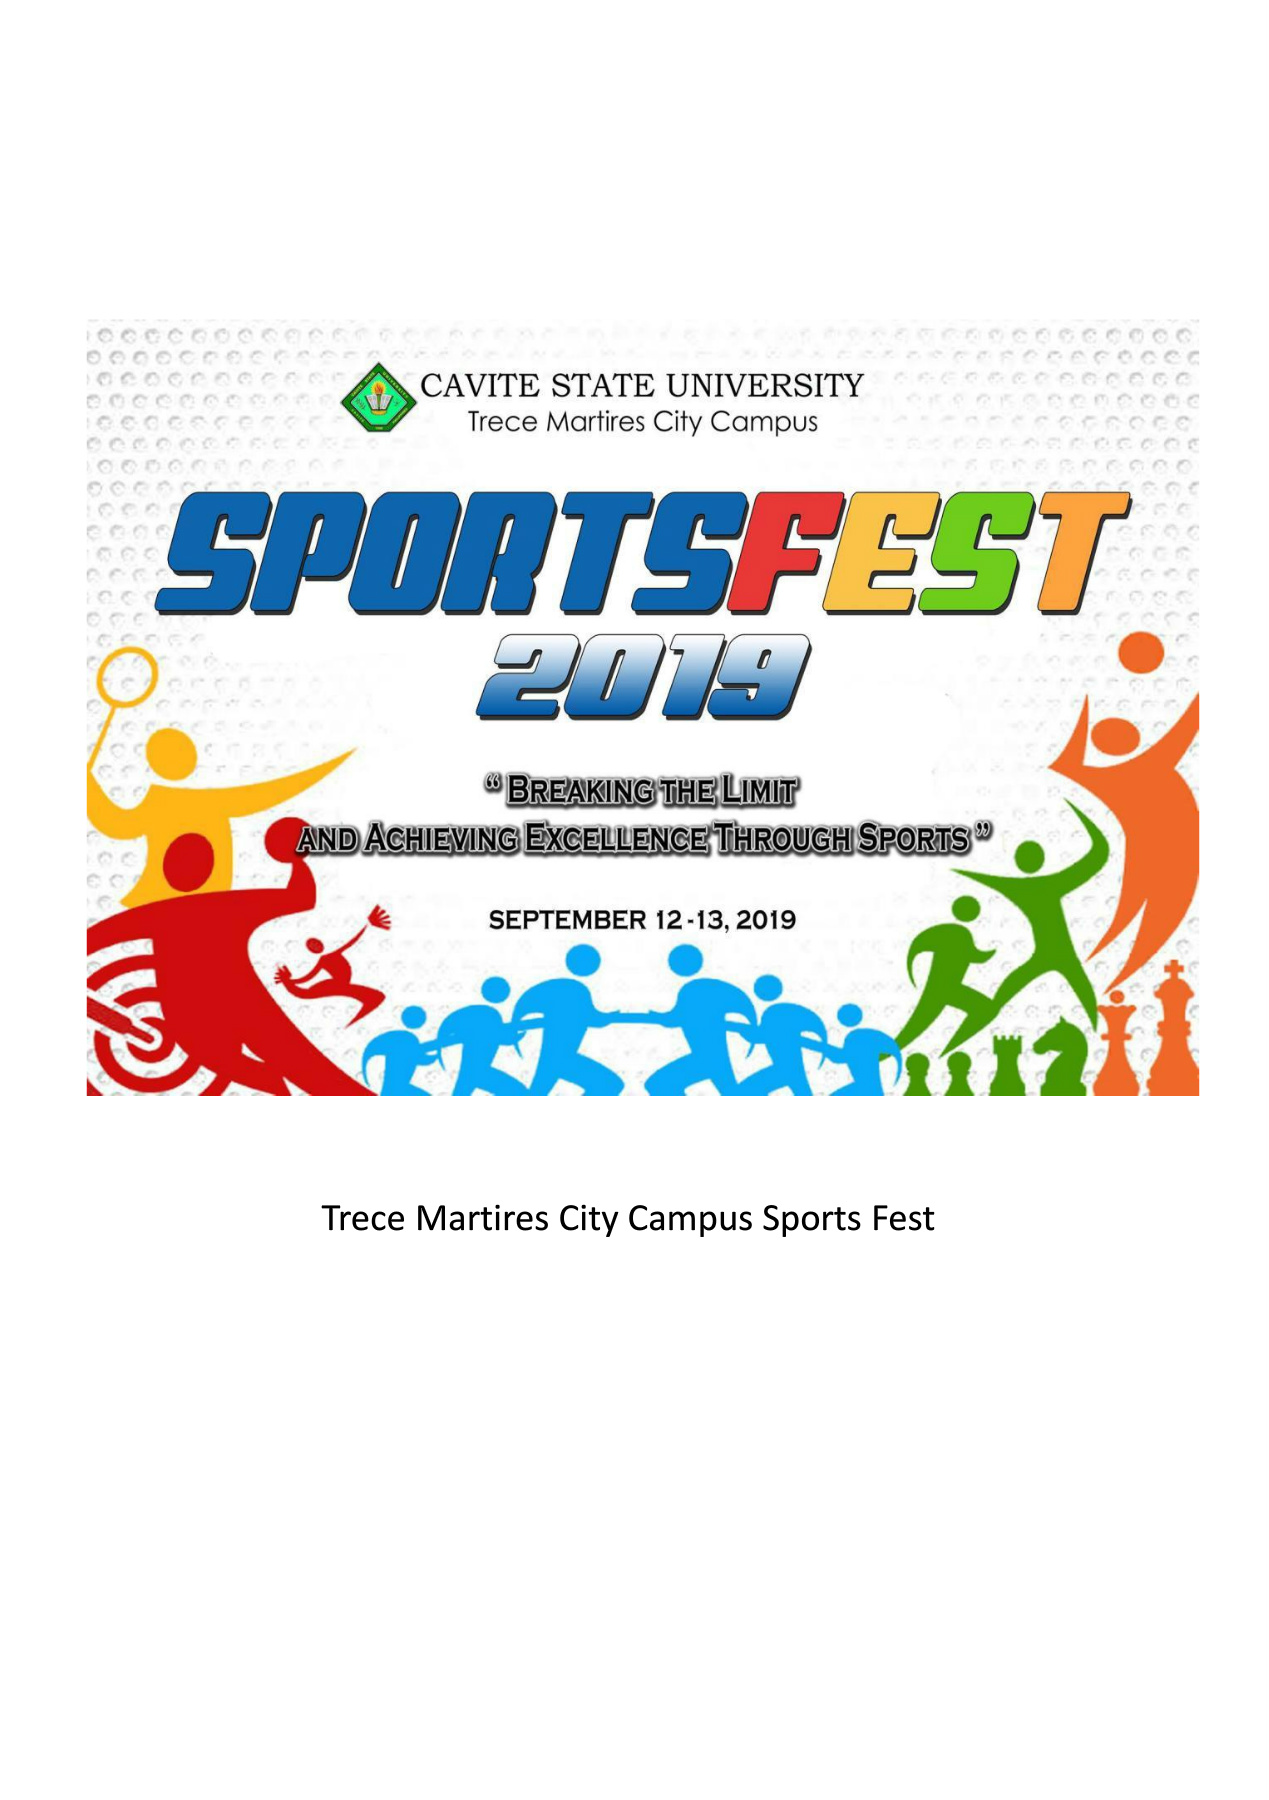 CAVITE STATE UNIVERSITY
Trece Martires City Campus
SPORTSFEST
2019
“ BREAKING THE LIMIT
AND ACHIEVING EXCELLENCE THROUGH SPORTS ”
SEPTEMBER 12 -13, 2019
Trece Martires City Campus Sports Fest